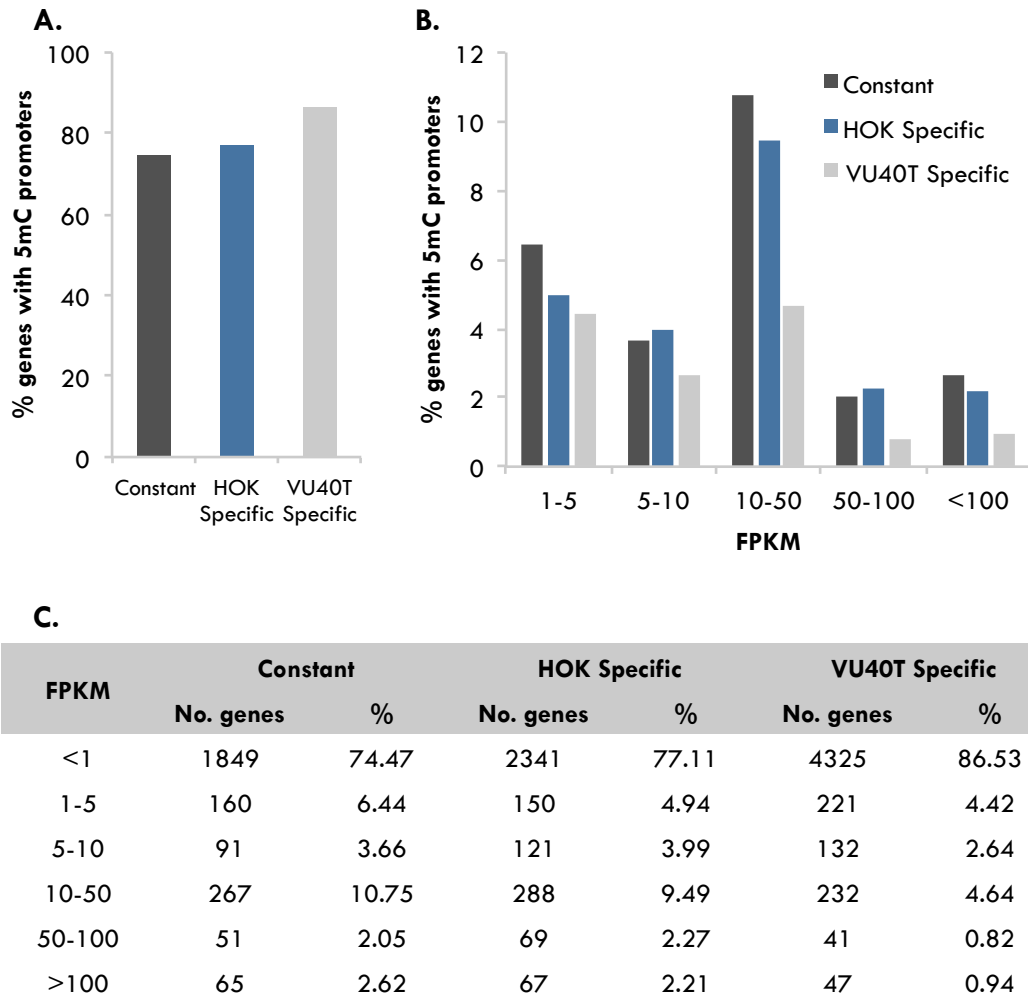 A.
% genes with 5mC promoters
100
80
60
40
20
0
Constant
HOK Specific
VU40T Specific
B.
% genes with 5mC promoters
12
10
8
6
4
2
0
Constant
HOK Specific
VU40T Specific
1-5 5-10 10-50 50-100 <100
FPKM
C.
FPKM Constant HOK Specific VU40T Specific
No. genes % No. genes % No. genes %
<1 1849 74.47 2341 77.11 4325 86.53
1-5 160 6.44 150 4.94 221 4.42
5-10 91 3.66 121 3.99 132 2.64
10-50 267 10.75 288 9.49 232 4.64
50-100 51 2.05 69 2.27 41 0.82
>100 65 2.62 67 2.21 47 0.94